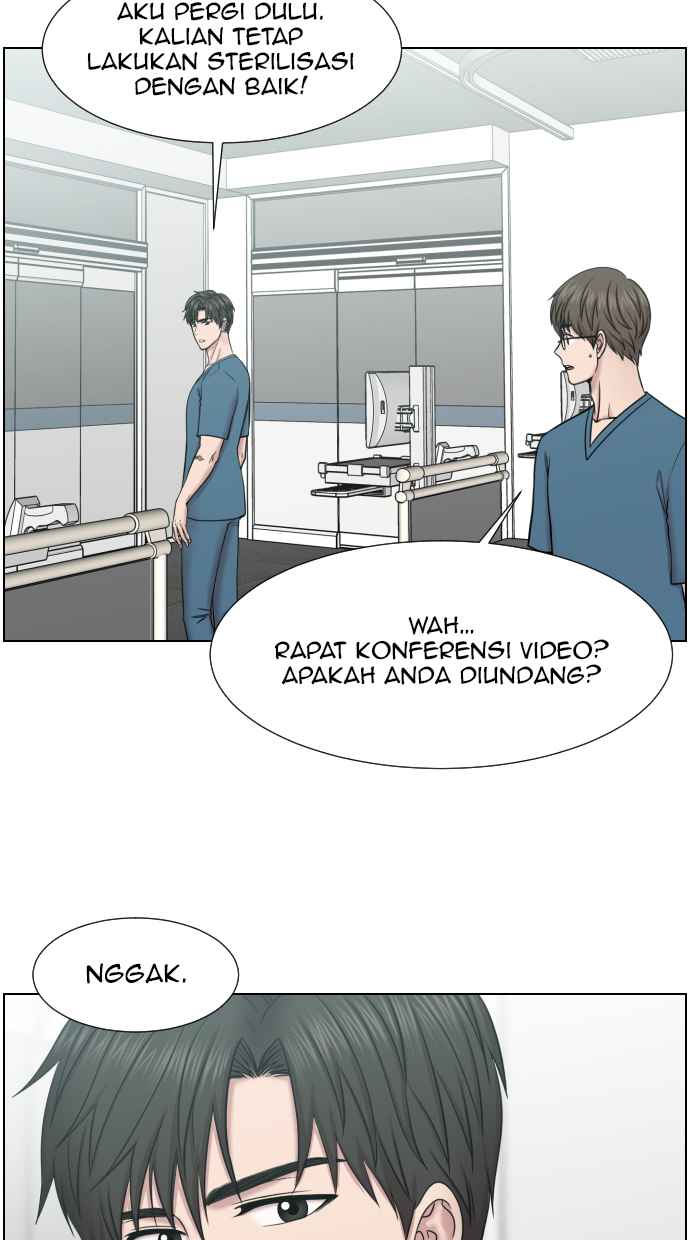 AKU PERGI DULU.
KALIAN TETAP
LAKUKAN STERILISASI
DENGAN BAIK!
WAH...
RAPAT KONFERENSI VIDEO?
APAKAH ANDA DIUNDANG?
NGGAK.